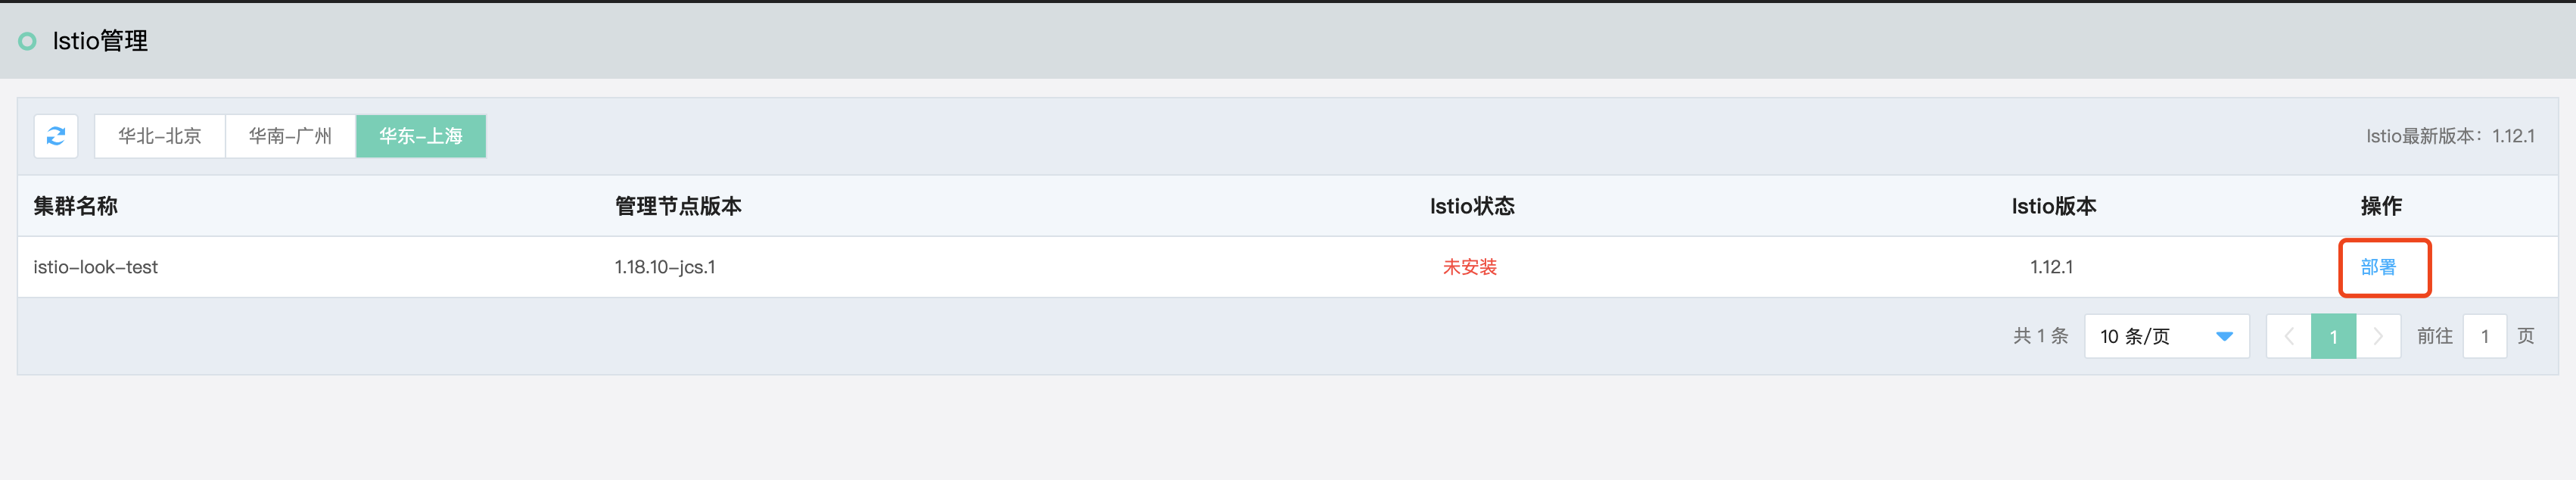 Istio管理
华北-北京 华南-广州 华东-上海 Istio最新版本：1.12.1
集群名称 管理节点版本 Istio状态 Istio版本 操作
istio-look-test 1.18.10-jcs.1 未安装 1.12.1 部署
共 1 条 10 条/页 1 前往 1 页